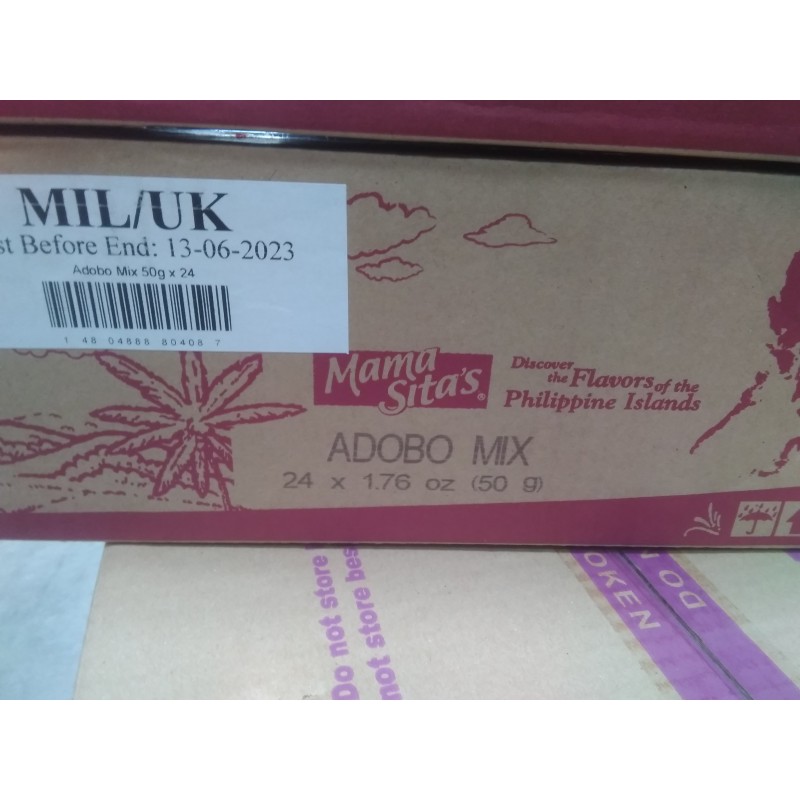 MIL/UK
st Before End: 13-06-2023
Adobo Mix 50g x 24
1 48 04888 80408 7
Mama
Sita's®
Discover
the Flavors of the
Philippine Islands
ADOBO MIX
24 x 1.76 oz (50 g)
Do not store
not store bes
OKEN
DO N